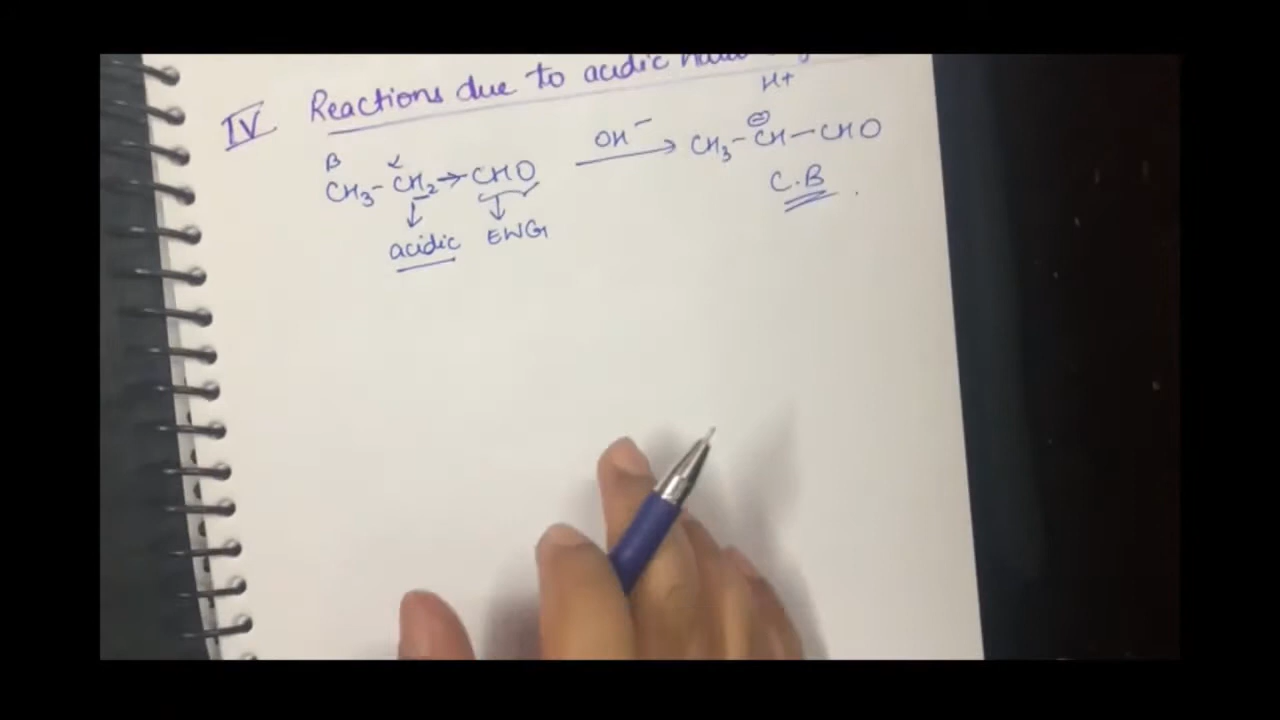 IV Reactions due to acidic
H+
β α OH⁻ ⊖
CH₃-CH₂→CHO → CH₃-CH-CHO
↓ ↓ C.B
acidic EWG